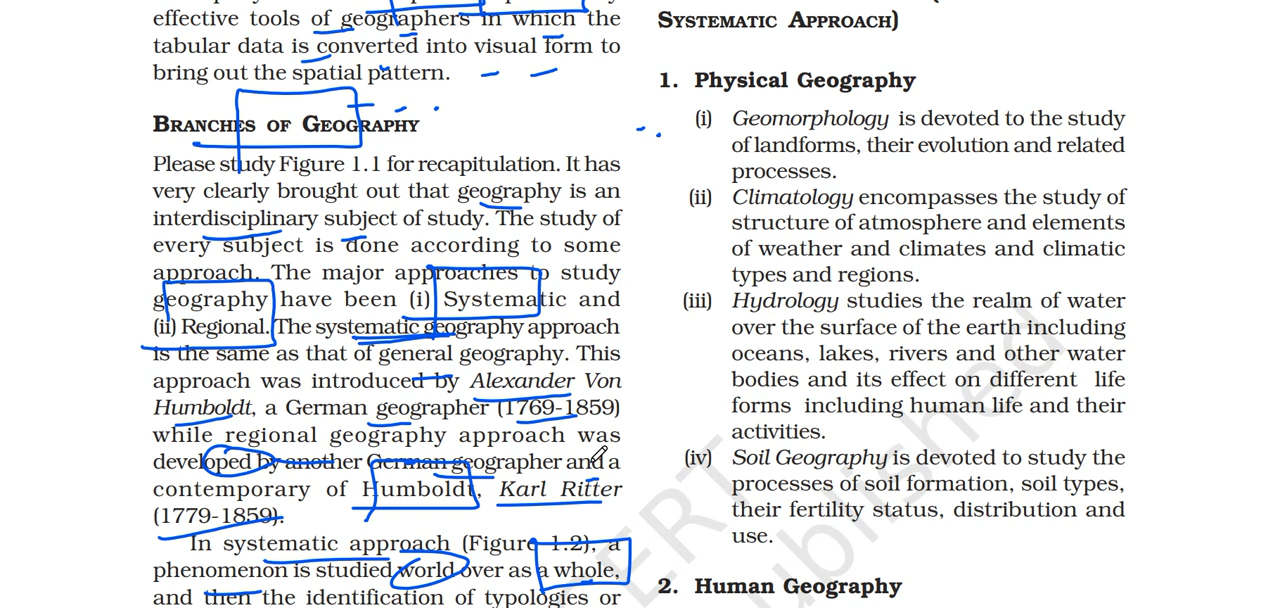 effective tools of geographers in which the
tabular data is converted into visual form to
bring out the spatial pattern.
BRANCHES OF GEOGRAPHY
Please study Figure 1.1 for recapitulation. It has
very clearly brought out that geography is an
interdisciplinary subject of study. The study of
every subject is done according to some
approach. The major approaches to study
geography have been (i) Systematic and
(ii) Regional. The systematic geography approach
is the same as that of general geography. This
approach was introduced by Alexander Von
Humboldt, a German geographer (1769-1859)
while regional geography approach was
developed by another German geographer and a
contemporary of Humboldt, Karl Ritter
(1779-1859).
In systematic approach (Figure 1.2), a
phenomenon is studied world over as a whole,
and then the identification of typologies or
SYSTEMATIC APPROACH)
1. Physical Geography
(i) Geomorphology is devoted to the study
of landforms, their evolution and related
processes.
(ii) Climatology encompasses the study of
structure of atmosphere and elements
of weather and climates and climatic
types and regions.
(iii) Hydrology studies the realm of water
over the surface of the earth including
oceans, lakes, rivers and other water
bodies and its effect on different life
forms including human life and their
activities.
(iv) Soil Geography is devoted to study the
processes of soil formation, soil types,
their fertility status, distribution and
use.
2. Human Geography